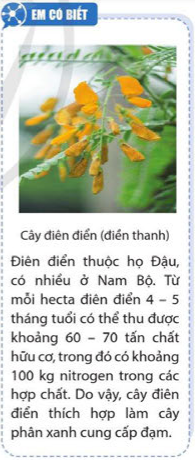 EM CÓ BIẾT
Cây điên điển (điền thanh)
Điên điển thuộc họ Đậu,
có nhiều ở Nam Bộ. Từ
mỗi hecta điên điển 4 – 5
tháng tuổi có thể thu được
khoảng 60 – 70 tấn chất
hữu cơ, trong đó có khoảng
100 kg nitrogen trong các
hợp chất. Do vậy, cây điên
điển thích hợp làm cây
phân xanh cung cấp đạm.